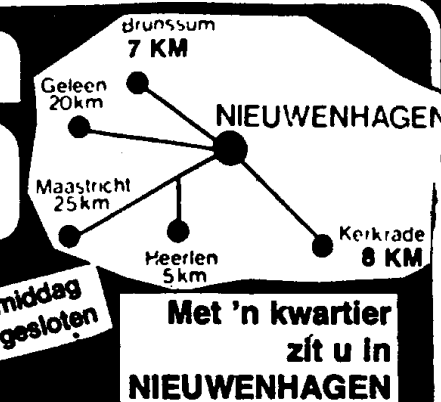 Brunssum
7 KM
Geleen
20km
NIEUWENHAGEN
Maastricht
25km
Heerlen
5km
Kerkrade
8 KM
middag
gesloten
Met 'n kwartier
zit u in
NIEUWENHAGEN